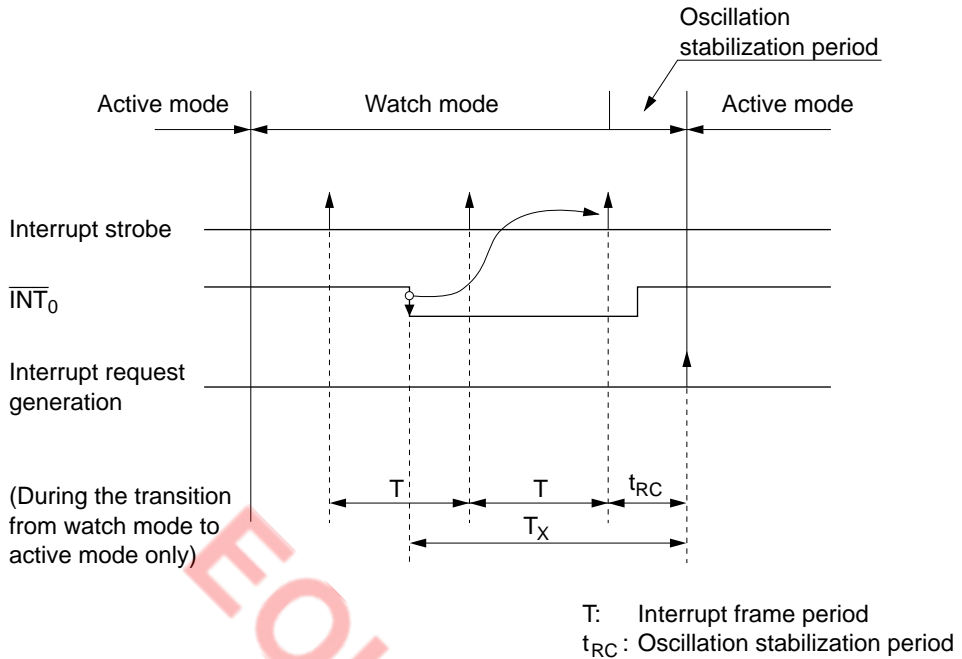 Oscillation
stabilization period
Active mode
Watch mode
Active mode
Interrupt strobe
INT0
Interrupt request
generation
(During the transition
from watch mode to
active mode only)
T
T
tRC
TX
T: Interrupt frame period
tRC : Oscillation stabilization period